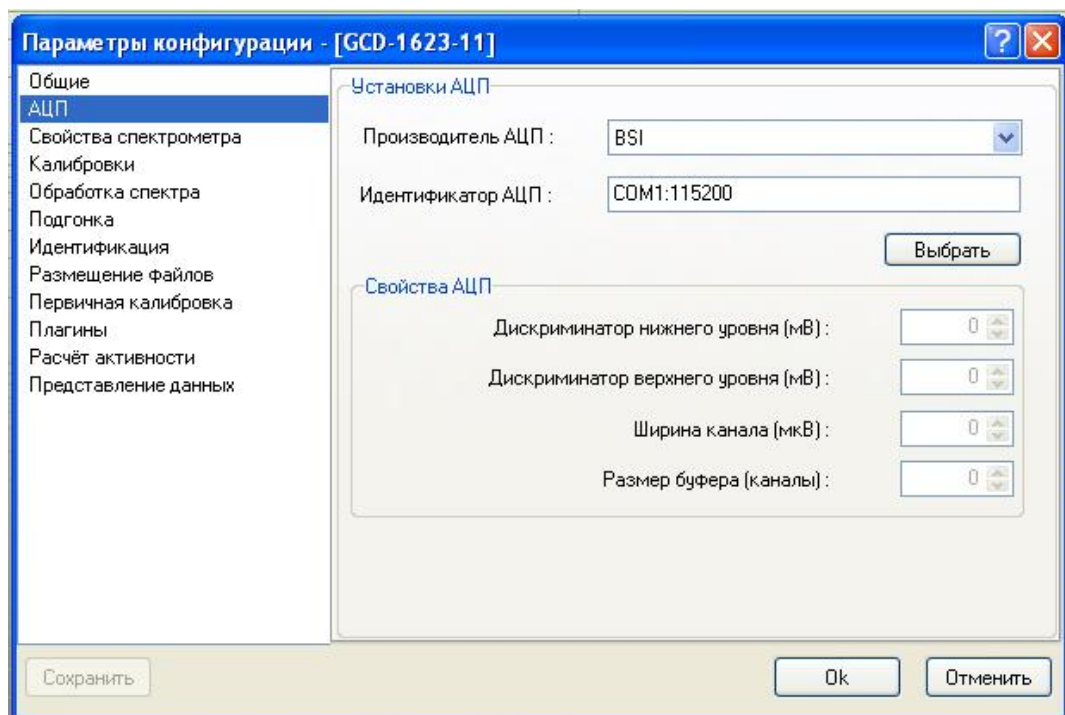 Параметры конфигурации - [GCD-1623-11]
Общие
АЦП
Свойства спектрометра
Калибровки
Обработка спектра
Подгонка
Идентификация
Размещение файлов
Первичная калибровка
Плагины
Расчёт активности
Представление данных
Установки АЦП
Производитель АЦП : BSI
Идентификатор АЦП : COM1:115200
Выбрать
Свойства АЦП
Дискриминатор нижнего уровня (мВ) : 0
Дискриминатор верхнего уровня (мВ) : 0
Ширина канала (мкВ) : 0
Размер буфера (каналы) : 0
Сохранить Ok Отменить